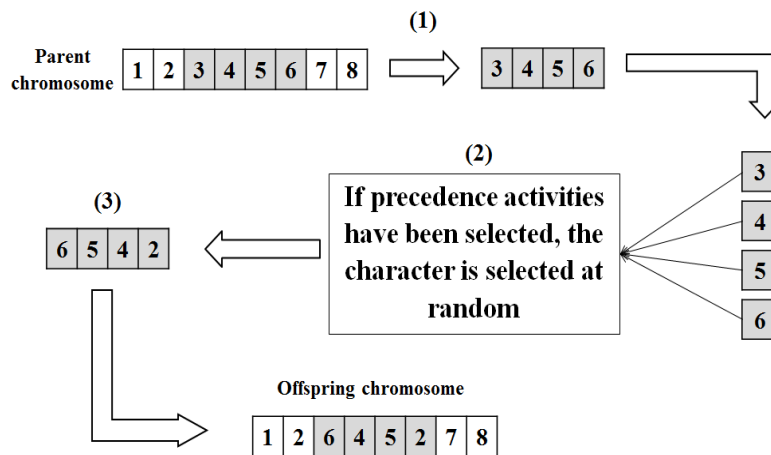 (1)
Parent chromosome
1 2 3 4 5 6 7 8
3 4 5 6
3
4
5
6
(2)
If precedence activities
have been selected, the
character is selected at
random
(3)
6 5 4 2
Offspring chromosome
1 2 6 4 5 2 7 8